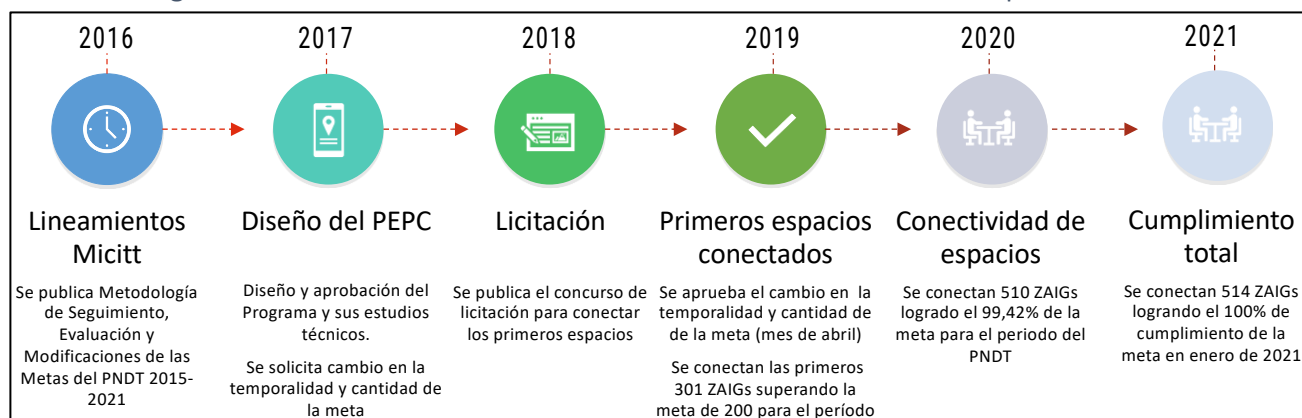 2016
2017
2018
2019
2020
2021
Lineamientos
Micitt
Se publica Metodología
de Seguimiento,
Evaluación y
Modificaciones de las
Metas del PNDT 2015-
2021
Diseño del PEPC
Diseño y aprobación del
Programa y sus estudios
técnicos.
Se solicita cambio en la
temporalidad y cantidad de
la meta
Licitación
Se publica el concurso de
licitación para conectar
los primeros espacios
Primeros espacios
conectados
Se aprueba el cambio en la
temporalidad y cantidad de
de la meta (mes de abril)
Se conectan las primeros
301 ZAIGs superando la
meta de 200 para el período
Conectividad de
espacios
Se conectan 510 ZAIGs
logrado el 99,42% de la
meta para el periodo del
PNDT
Cumplimiento
total
Se conectan 514 ZAIGs
logrando el 100% de
cumplimiento de la
meta en enero de 2021